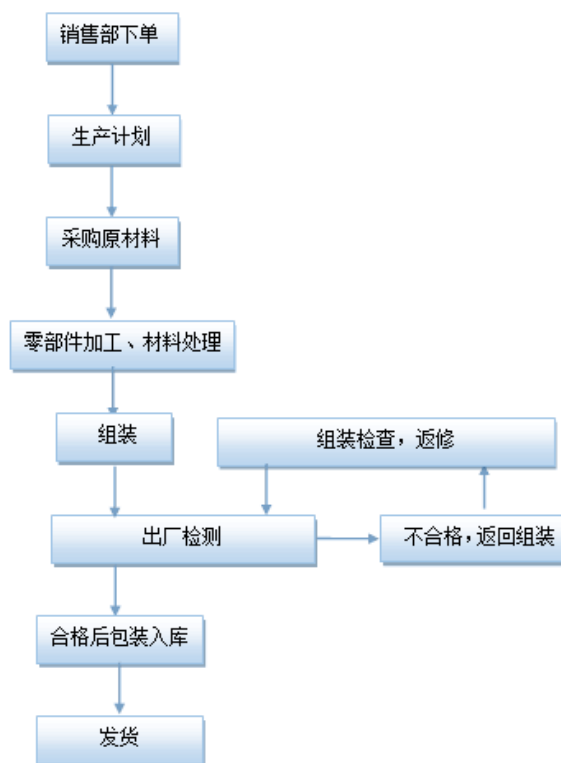 销售部下单
生产计划
采购原材料
零部件加工、材料处理
组装
组装检查，返修
出厂检测
不合格，返回组装
合格后包装入库
发货